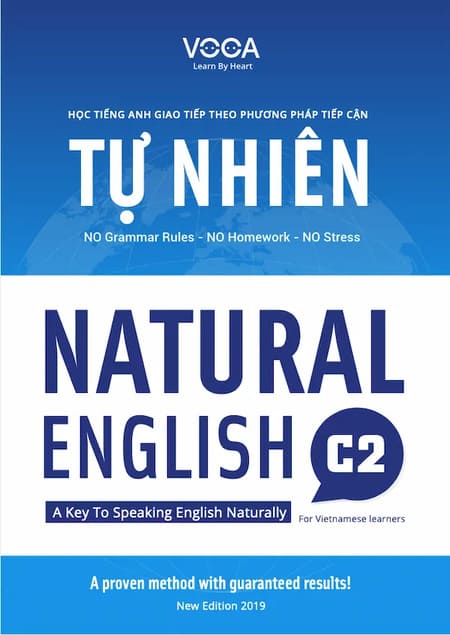 VOCA
Learn By Heart
HỌC TIẾNG ANH GIAO TIẾP THEO PHƯƠNG PHÁP TIẾP CẬN
TỰ NHIÊN
NO Grammar Rules - NO Homework - NO Stress
NATURAL
ENGLISH
C2
A Key To Speaking English Naturally
For Vietnamese learners
A proven method with guaranteed results!
New Edition 2019